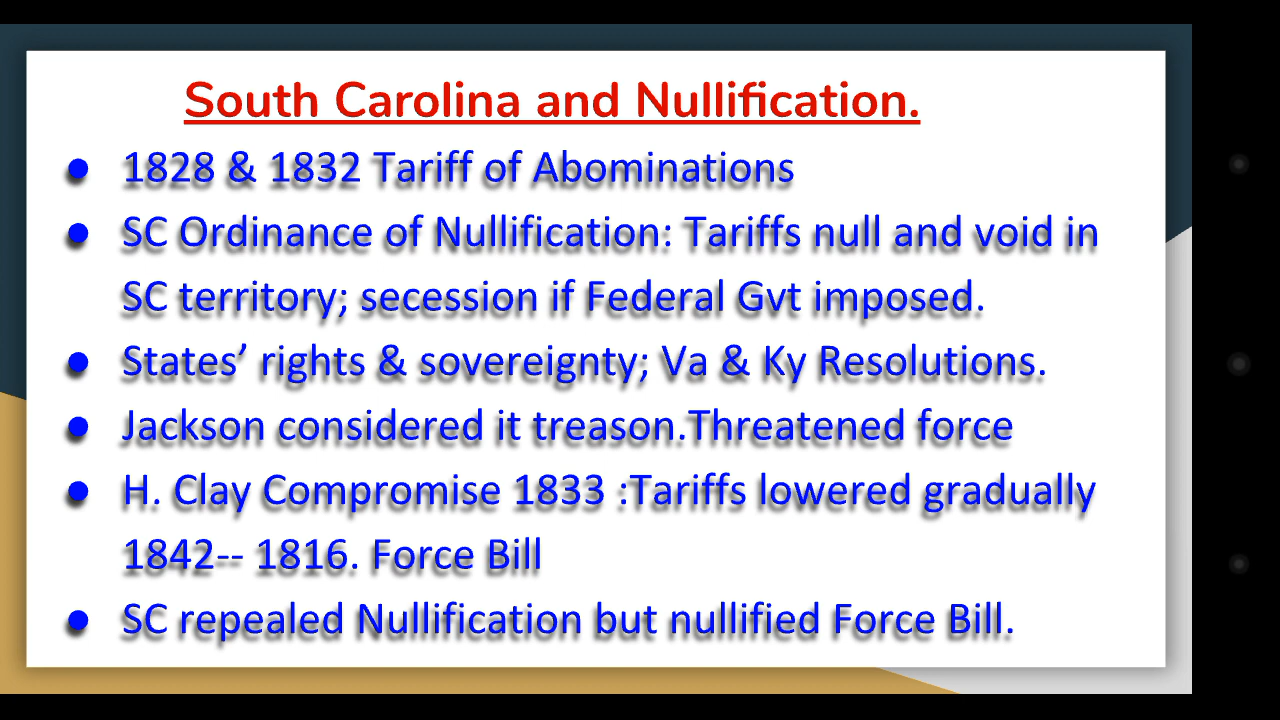 South Carolina and Nullification.
● 1828 & 1832 Tariff of Abominations
● SC Ordinance of Nullification: Tariffs null and void in
SC territory; secession if Federal Gvt imposed.
● States’ rights & sovereignty; Va & Ky Resolutions.
● Jackson considered it treason.Threatened force
● H. Clay Compromise 1833 :Tariffs lowered gradually
1842-- 1816. Force Bill
● SC repealed Nullification but nullified Force Bill.